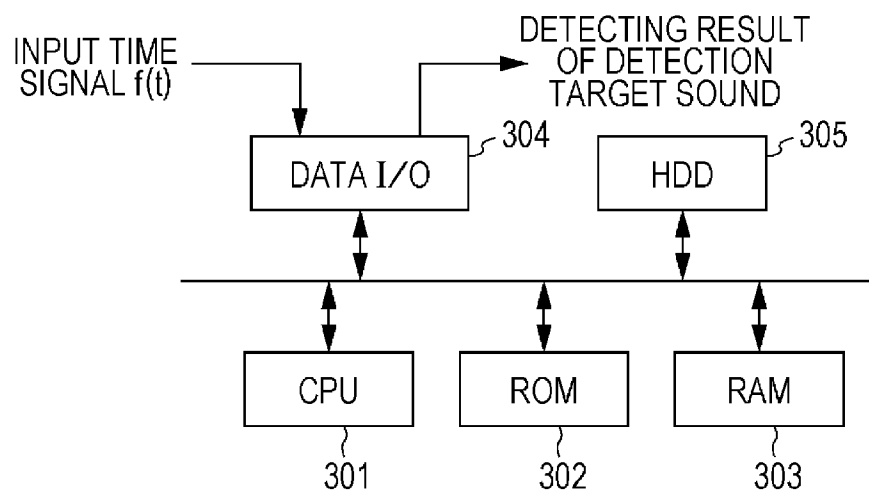 INPUT TIME
SIGNAL f(t)
DETECTING RESULT
OF DETECTION
TARGET SOUND
304
305
DATA I/O
HDD
CPU
ROM
RAM
301
302
303